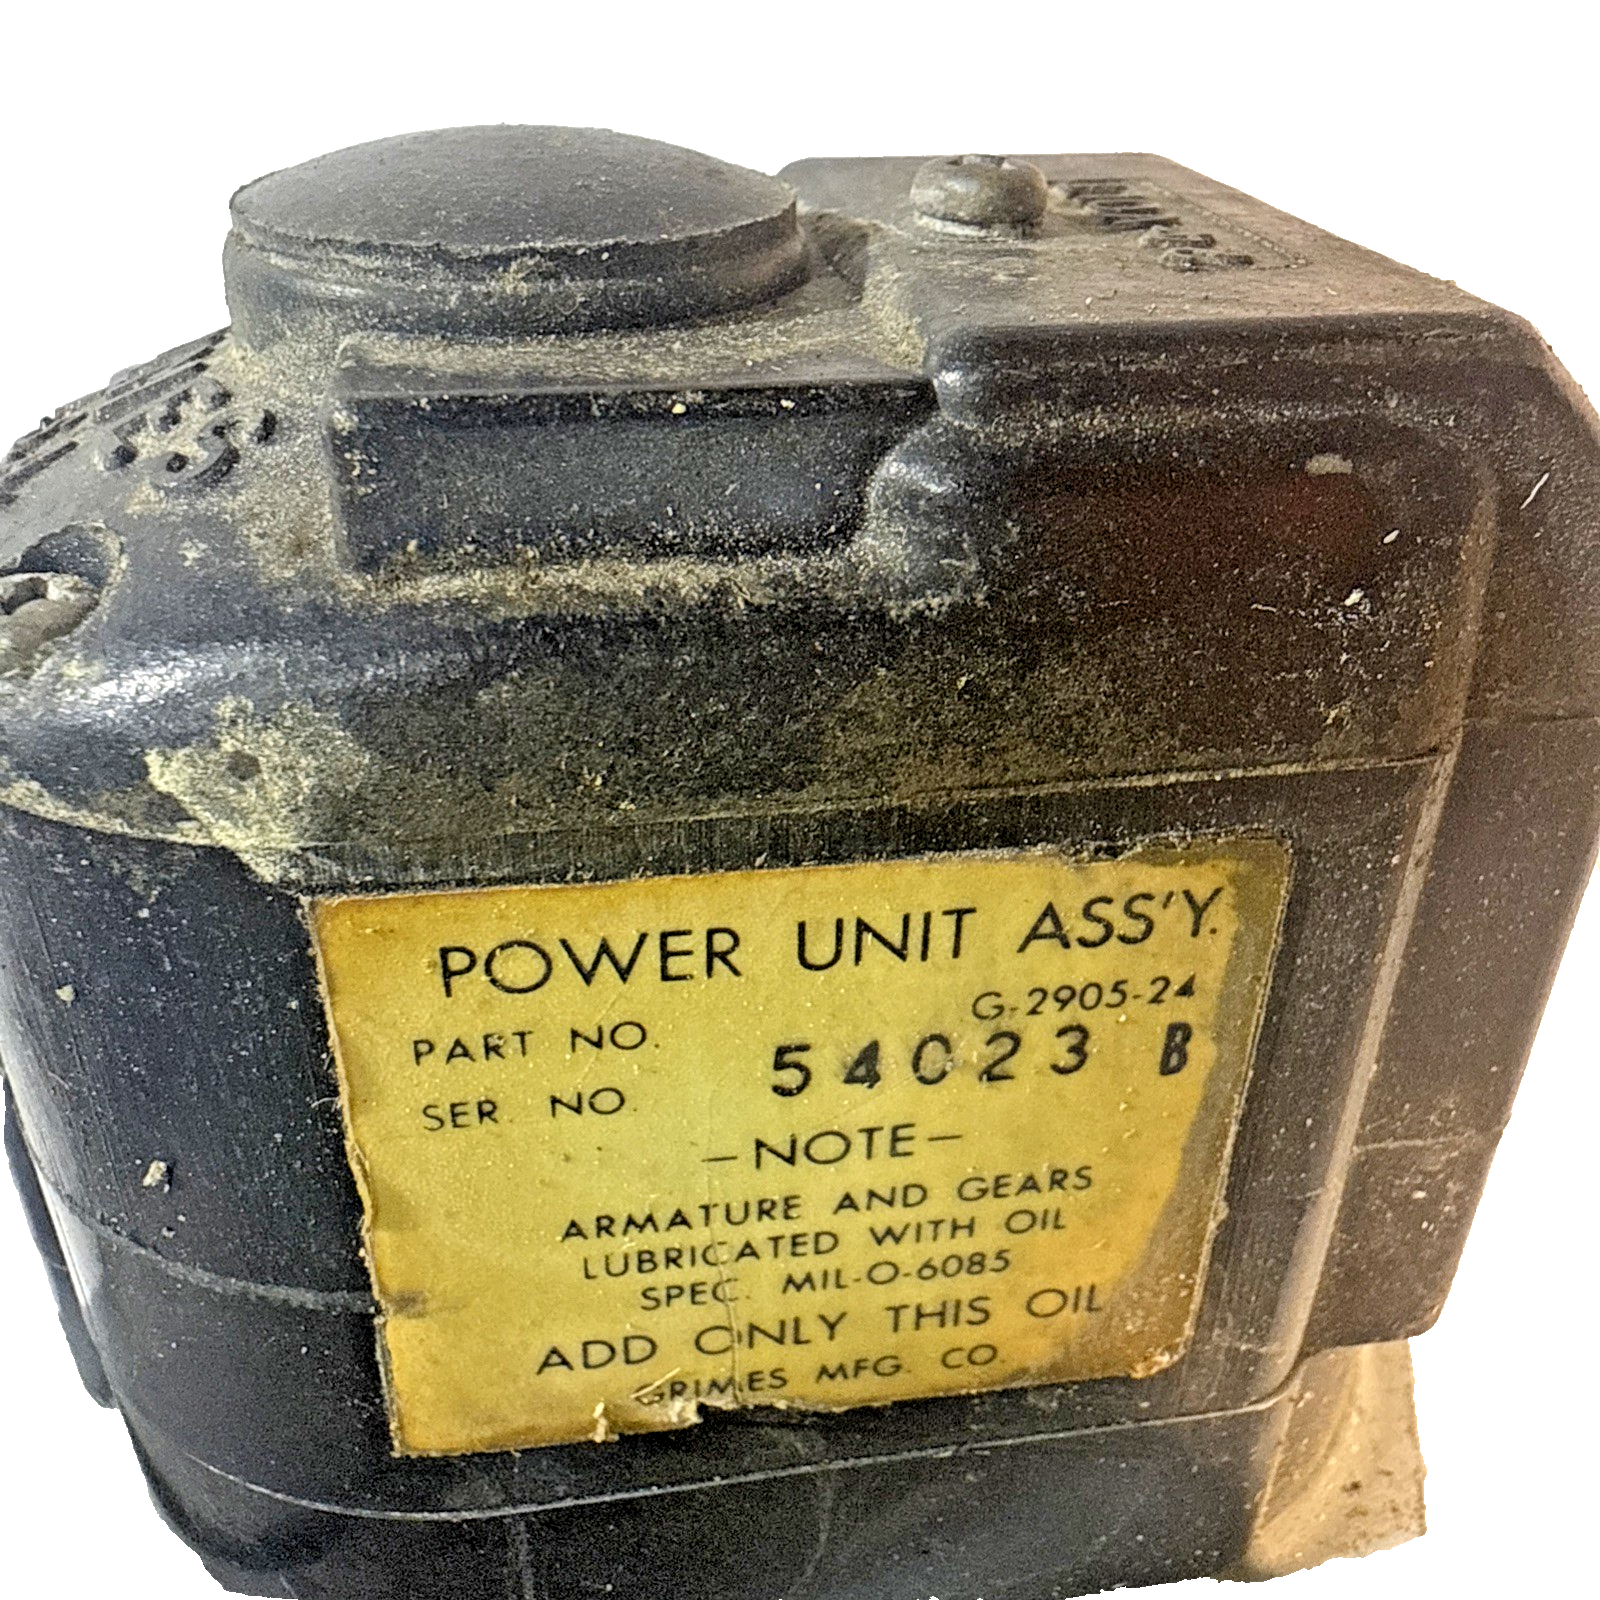 POWER UNIT ASS'Y.
G-2905-24
PART NO.
54023 B
SER NO.
—NOTE—
ARMATURE AND GEARS
LUBRICATED WITH OIL
SPEC. MIL-O-6085
ADD ONLY THIS OIL
GRIMES MFG. CO.